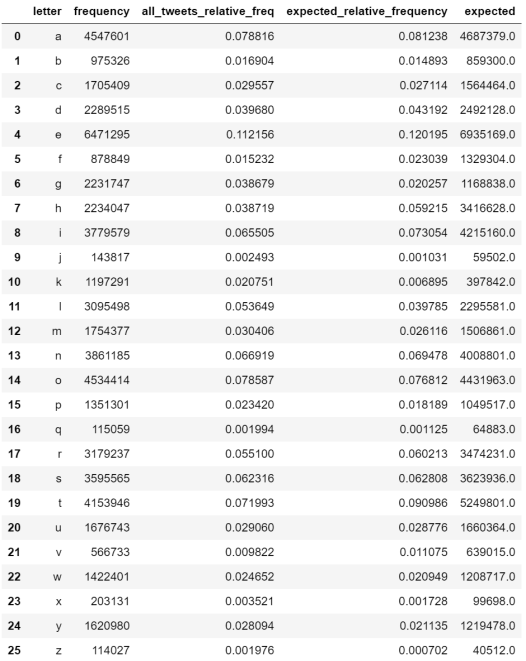 letter frequency all_tweets_relative_freq expected_relative_frequency expected
0 a 4547601 0.078816 0.081238 4687379.0
1 b 975326 0.016904 0.014893 859300.0
2 c 1705409 0.029557 0.027114 1564464.0
3 d 2289515 0.039680 0.043192 2492128.0
4 e 6471295 0.112156 0.120195 6935169.0
5 f 878849 0.015232 0.023039 1329304.0
6 g 2231747 0.038679 0.020257 1168838.0
7 h 2234047 0.038719 0.059215 3416628.0
8 i 3779579 0.065505 0.073054 4215160.0
9 j 143817 0.002493 0.001031 59502.0
10 k 1197291 0.020751 0.006895 397842.0
11 l 3095498 0.053649 0.039785 2295581.0
12 m 1754377 0.030406 0.026116 1506861.0
13 n 3861185 0.066919 0.069478 4008801.0
14 o 4534414 0.078587 0.076812 4431963.0
15 p 1351301 0.023420 0.018189 1049517.0
16 q 115059 0.001994 0.001125 64883.0
17 r 3179237 0.055100 0.060213 3474231.0
18 s 3595565 0.062316 0.062808 3623936.0
19 t 4153946 0.071993 0.090986 5249801.0
20 u 1676743 0.029060 0.028776 1660364.0
21 v 566733 0.009822 0.011075 639015.0
22 w 1422401 0.024652 0.020949 1208717.0
23 x 203131 0.003521 0.001728 99698.0
24 y 1620980 0.028094 0.021135 1219478.0
25 z 114027 0.001976 0.000702 40512.0